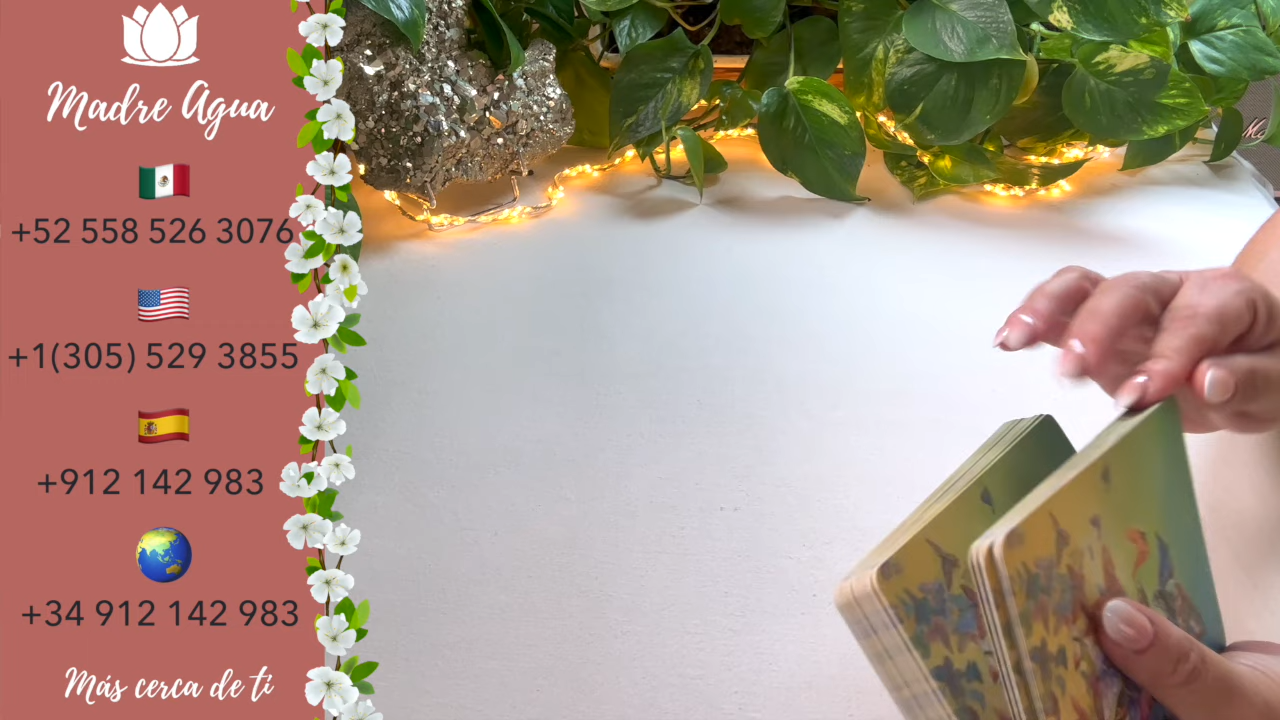 Madre Agua
+52 558 526 3076
+1(305) 529 3855
+912 142 983
+34 912 142 983
Más cerca de ti